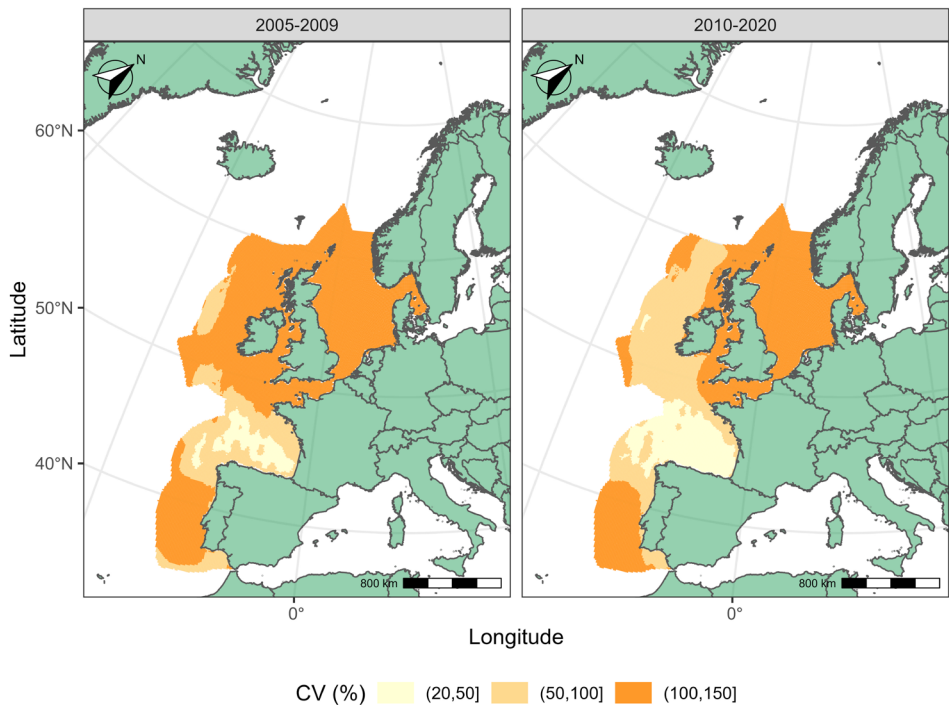 2005-2009
2010-2020
N
N
60°N
50°N
40°N
Latitude
800 km
800 km
0°
0°
Longitude
CV (%) (20,50] (50,100] (100,150]